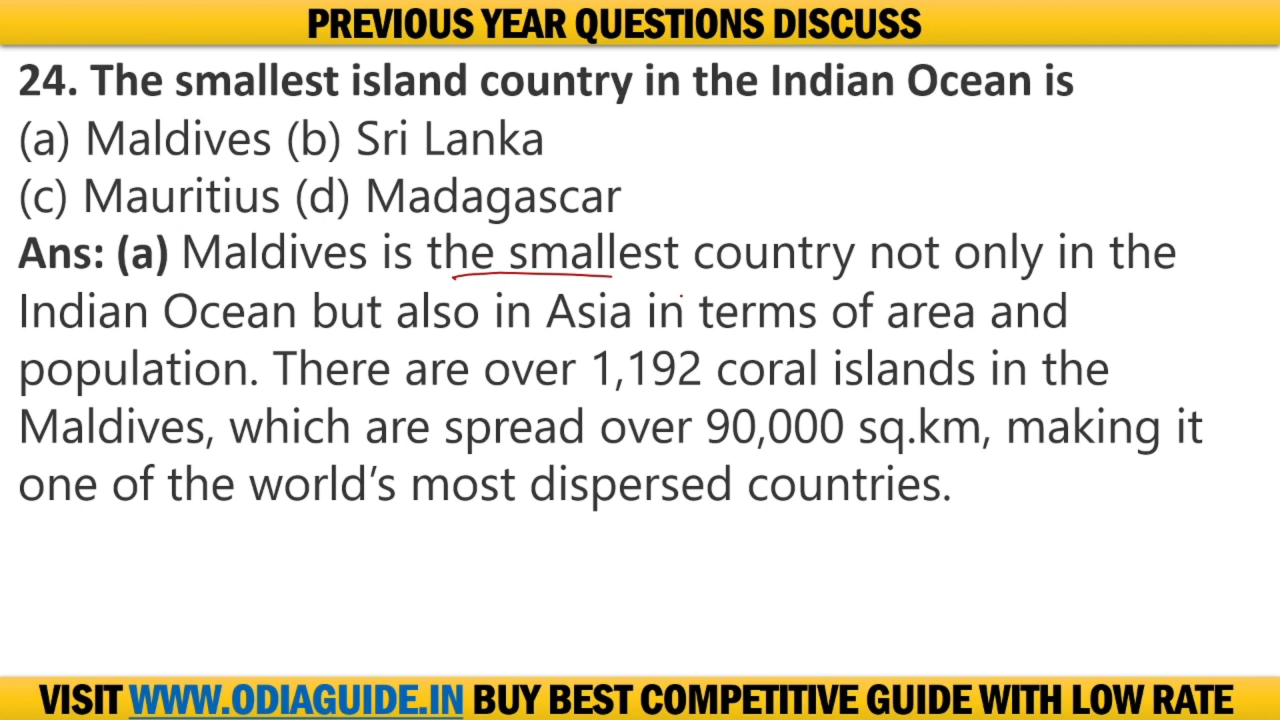 PREVIOUS YEAR QUESTIONS DISCUSS
24. The smallest island country in the Indian Ocean is
(a) Maldives (b) Sri Lanka
(c) Mauritius (d) Madagascar
Ans: (a) Maldives is the smallest country not only in the
Indian Ocean but also in Asia in terms of area and
population. There are over 1,192 coral islands in the
Maldives, which are spread over 90,000 sq.km, making it
one of the world’s most dispersed countries.
VISIT WWW.ODIAGUIDE.IN BUY BEST COMPETITIVE GUIDE WITH LOW RATE